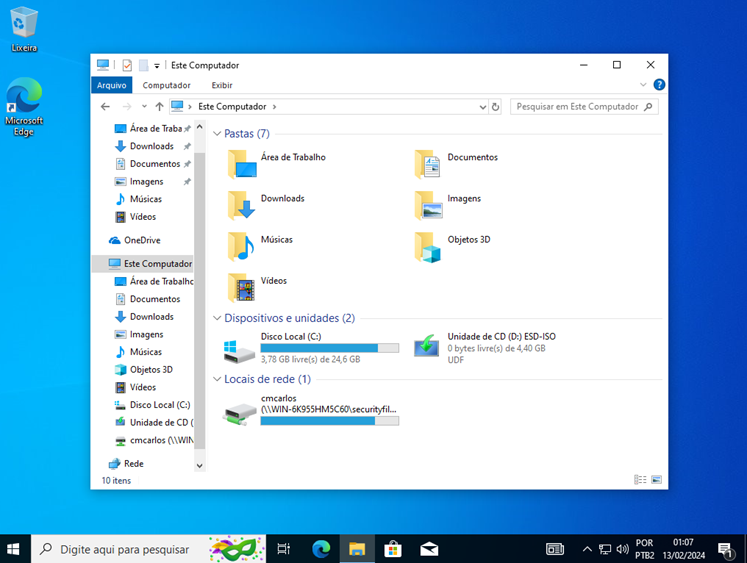 Lixeira
Microsoft
Edge
Este Computador
Arquivo
Computador
Exibir
Este Computador
Pesquisar em Este Computador
Área de Traba
Downloads
Documentos
Imagens
Músicas
Vídeos
OneDrive
Este Computador
Área de Trabalho
Documentos
Downloads
Imagens
Músicas
Objetos 3D
Vídeos
Disco Local (C:)
Unidade de CD (
cmcarlos (\\WIN
Rede
Pastas (7)
Área de Trabalho
Documentos
Downloads
Imagens
Músicas
Objetos 3D
Vídeos
Dispositivos e unidades (2)
Disco Local (C:)
3,78 GB livre(s) de 24,6 GB
Unidade de CD (D:) ESD-ISO
0 bytes livre(s) de 4,40 GB
UDF
Locais de rede (1)
cmcarlos
(\\WIN-6K955HM5C60\securityfil...
10 itens
Digite aqui para pesquisar
POR
PTB2
01:07
13/02/2024
1